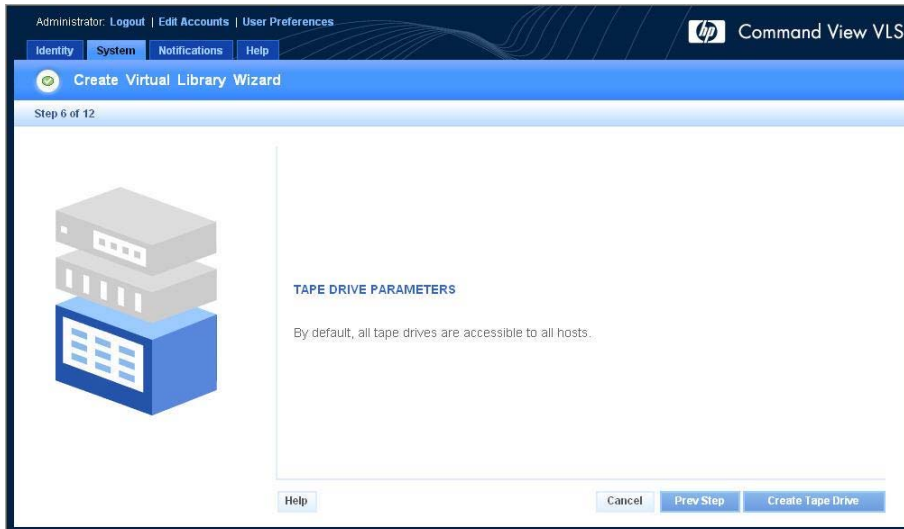 Administrator: Logout | Edit Accounts | User Preferences
hp Command View VLS
Identity System Notifications Help
Create Virtual Library Wizard
Step 6 of 12
TAPE DRIVE PARAMETERS
By default, all tape drives are accessible to all hosts.
Help Cancel Prev Step Create Tape Drive